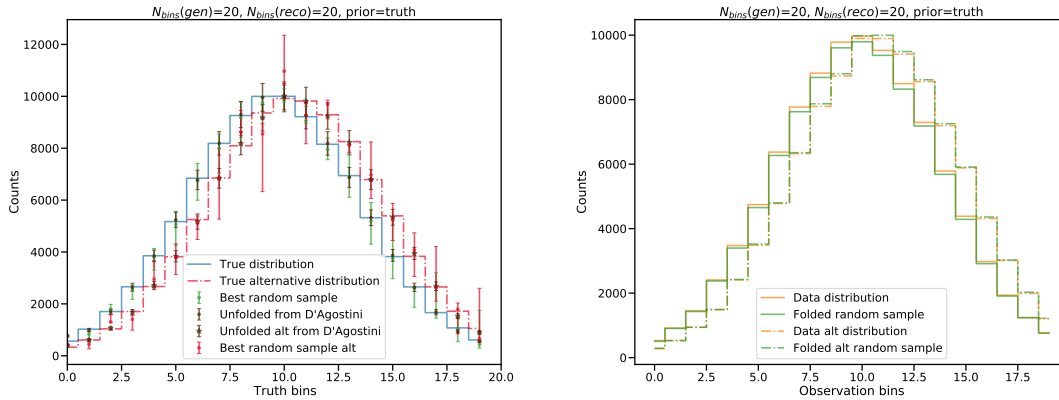 N_bins(gen)=20, N_bins(reco)=20, prior=truth
12000
10000
8000
6000
4000
2000
0
Counts
True distribution
True alternative distribution
Best random sample
Unfolded from D'Agostini
Unfolded alt from D'Agostini
Best random sample alt
0.0 2.5 5.0 7.5 10.0 12.5 15.0 17.5 20.0
Truth bins
N_bins(gen)=20, N_bins(reco)=20, prior=truth
10000
8000
6000
4000
2000
0
Counts
Data distribution
Folded random sample
Data alt distribution
Folded alt random sample
0.0 2.5 5.0 7.5 10.0 12.5 15.0 17.5
Observation bins